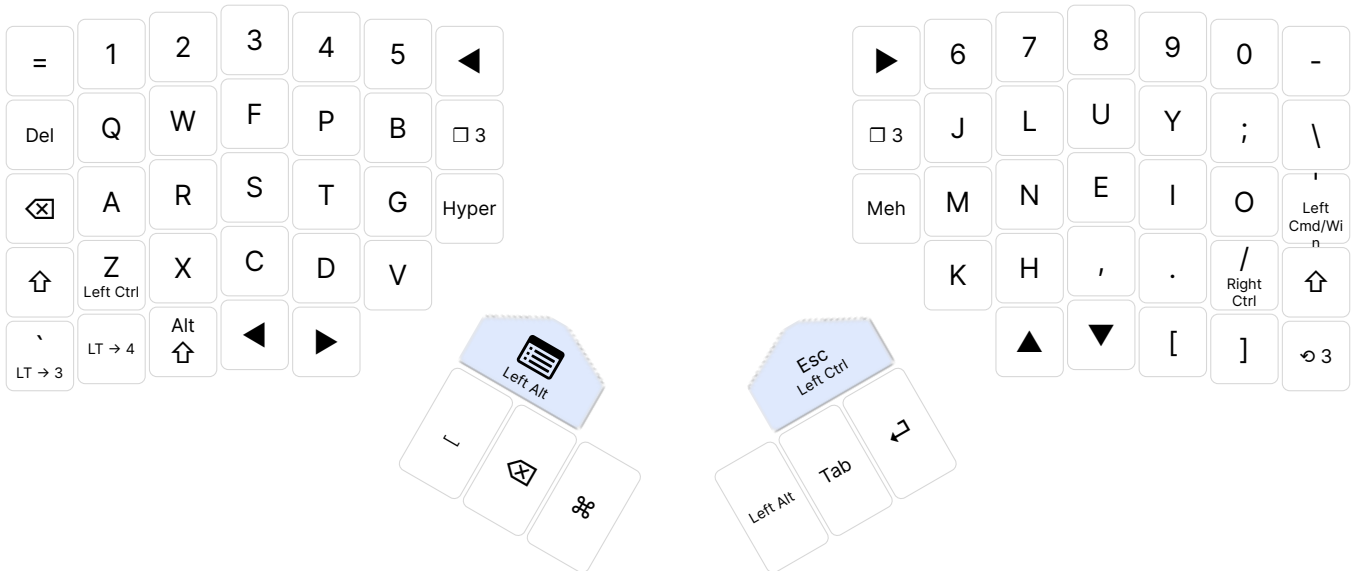 = 1 2 3 4 5 ◀ ▶ 6 7 8 9 0 -
Del Q W F P B ❐ 3 ❐ 3 J L U Y ; \
⌫ A R S T G Hyper Meh M N E I O '
Left
Cmd/Wi
n
⇧ Z X C D V K H , . / ⇧
Left Ctrl Right
Ctrl
` LT → 4 Alt ◀ ▶ ▲ ▼ [ ] ⟲ 3
LT → 3 ⇧
Left Alt
Esc
Left Ctrl
⌫
⌘
Left Alt
Tab
↵